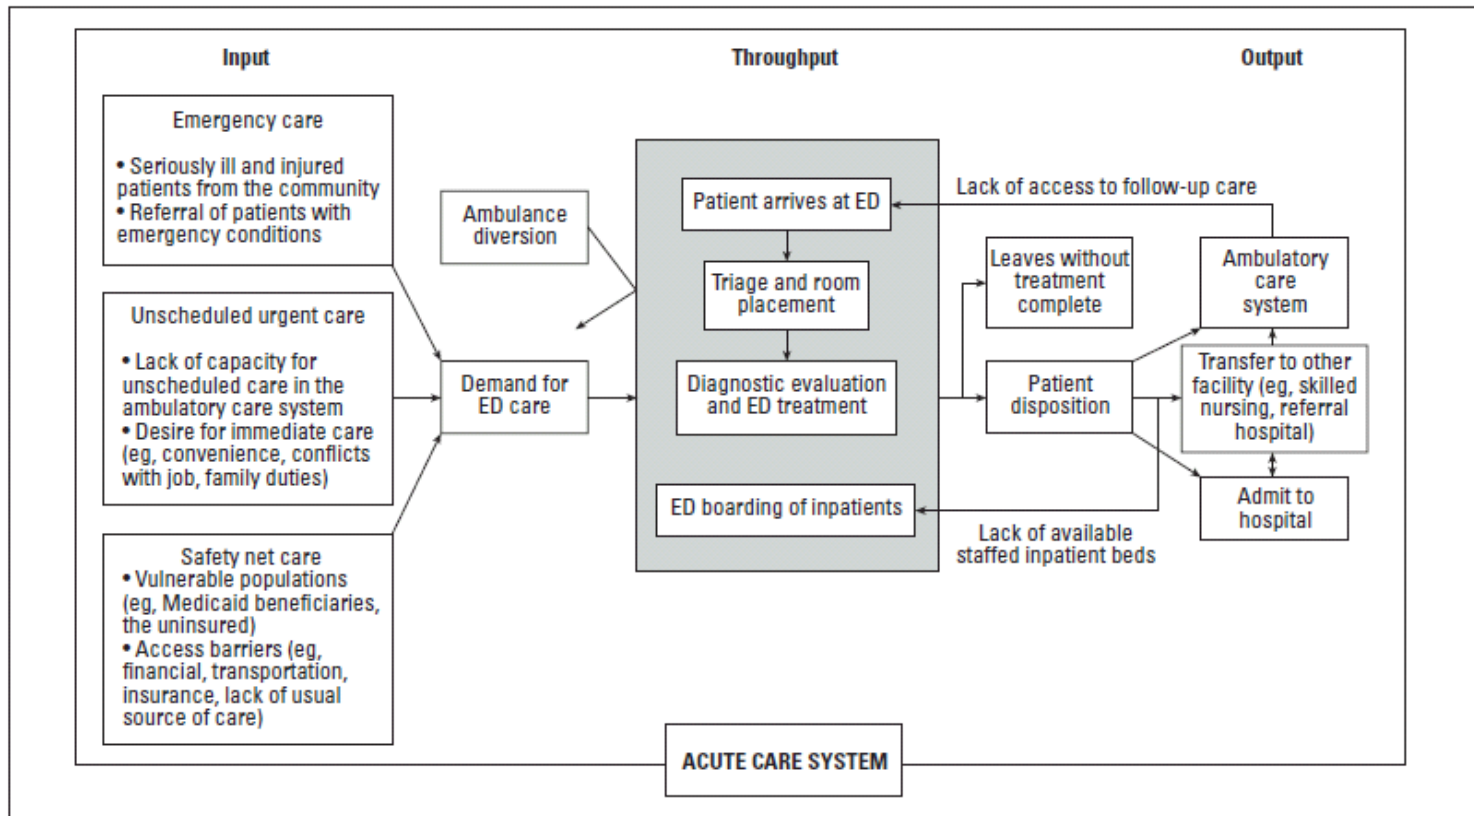 Input
Throughput
Output
Emergency care
• Seriously ill and injured
patients from the community
• Referral of patients with
emergency conditions
Unscheduled urgent care
• Lack of capacity for
unscheduled care in the
ambulatory care system
• Desire for immediate care
(eg, convenience, conflicts
with job, family duties)
Safety net care
• Vulnerable populations
(eg, Medicaid beneficiaries,
the uninsured)
• Access barriers (eg,
financial, transportation,
insurance, lack of usual
source of care)
Ambulance
diversion
Demand for
ED care
Patient arrives at ED
Triage and room
placement
Diagnostic evaluation
and ED treatment
ED boarding of inpatients
Lack of access to follow-up care
Leaves without
treatment
complete
Patient
disposition
Lack of available
staffed inpatient beds
Ambulatory
care
system
Transfer to other
facility (eg, skilled
nursing, referral
hospital)
Admit to
hospital
ACUTE CARE SYSTEM